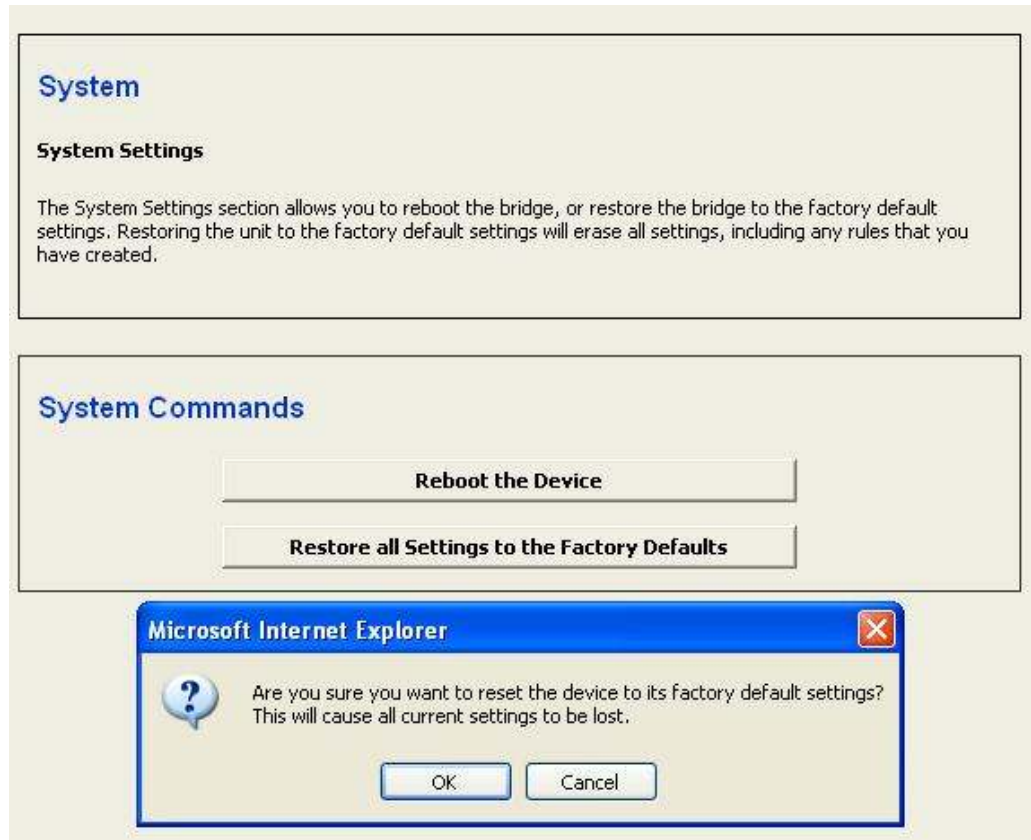 System
System Settings
The System Settings section allows you to reboot the bridge, or restore the bridge to the factory default
settings. Restoring the unit to the factory default settings will erase all settings, including any rules that you
have created.
System Commands
Reboot the Device
Restore all Settings to the Factory Defaults
Microsoft Internet Explorer
Are you sure you want to reset the device to its factory default settings?
This will cause all current settings to be lost.
OK
Cancel